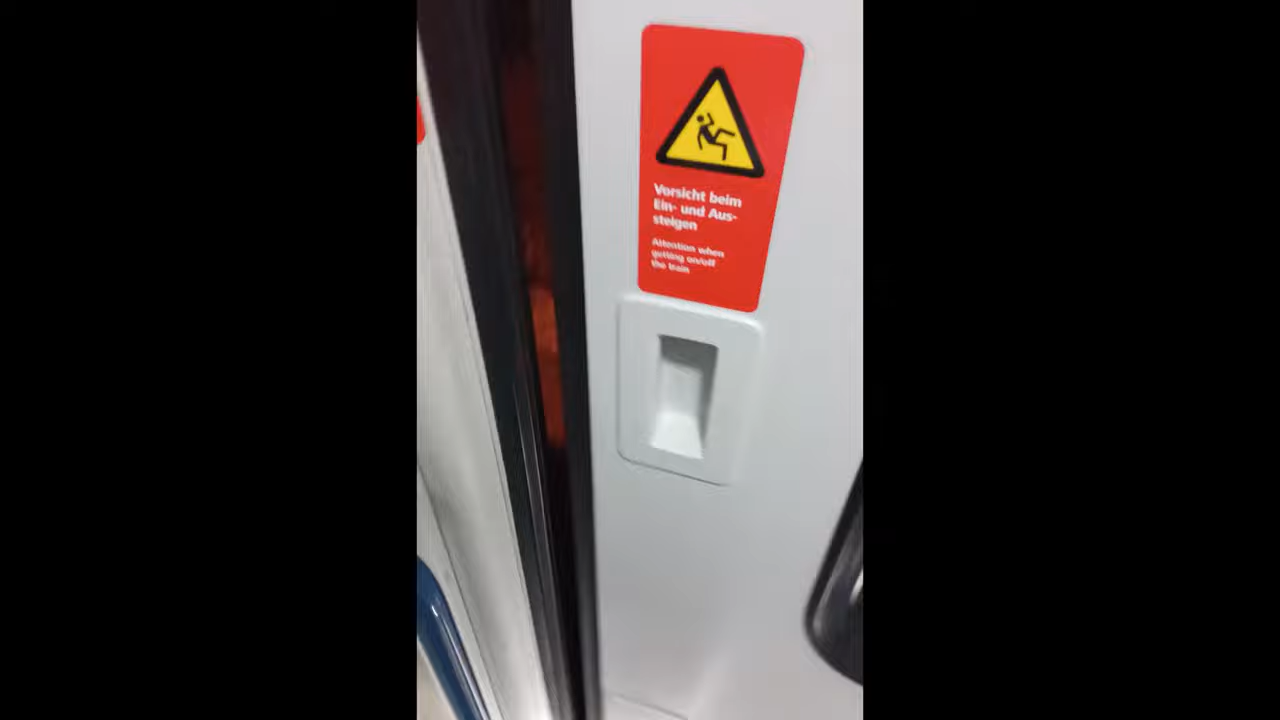 Vorsicht beim
Ein- und Aus-
steigen
Attention when
getting on/off
the train